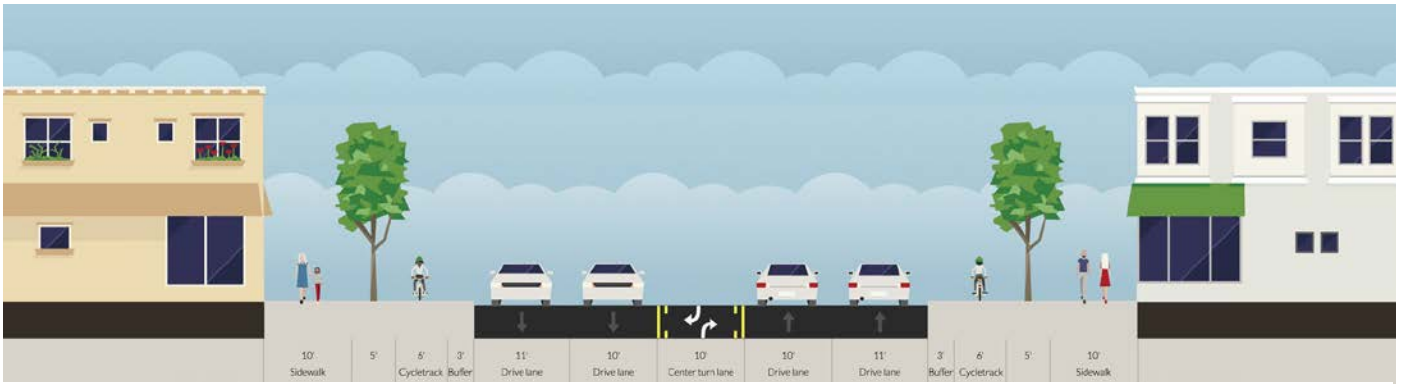 10' 5' 6' 3' 11' 10' 10' 10' 11' 3' 6' 5' 10'
Sidewalk Cycletrack Buffer Drive lane Drive lane Center turn lane Drive lane Drive lane Buffer Cycletrack Sidewalk